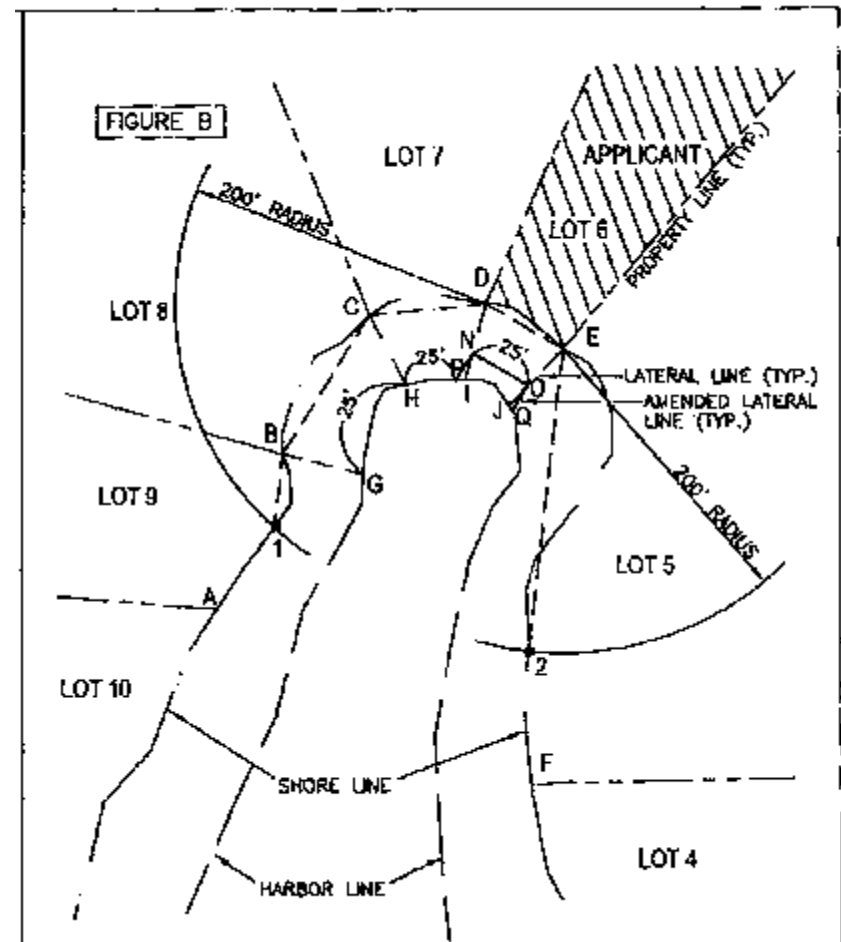 FIGURE B
LOT 7
APPLICANT
LOT 6
PROPERTY LINE (TYP.)
200' RADIUS
LOT 8
C
D
E
N
25'
25'
P
O
H
I
J
Q
LATERAL LINE (TYP.)
AMENDED LATERAL
LINE (TYP.)
25'
B
G
LOT 9
1
200' RADIUS
LOT 5
A
2
LOT 10
F
SHORE LINE
HARBOR LINE
LOT 4